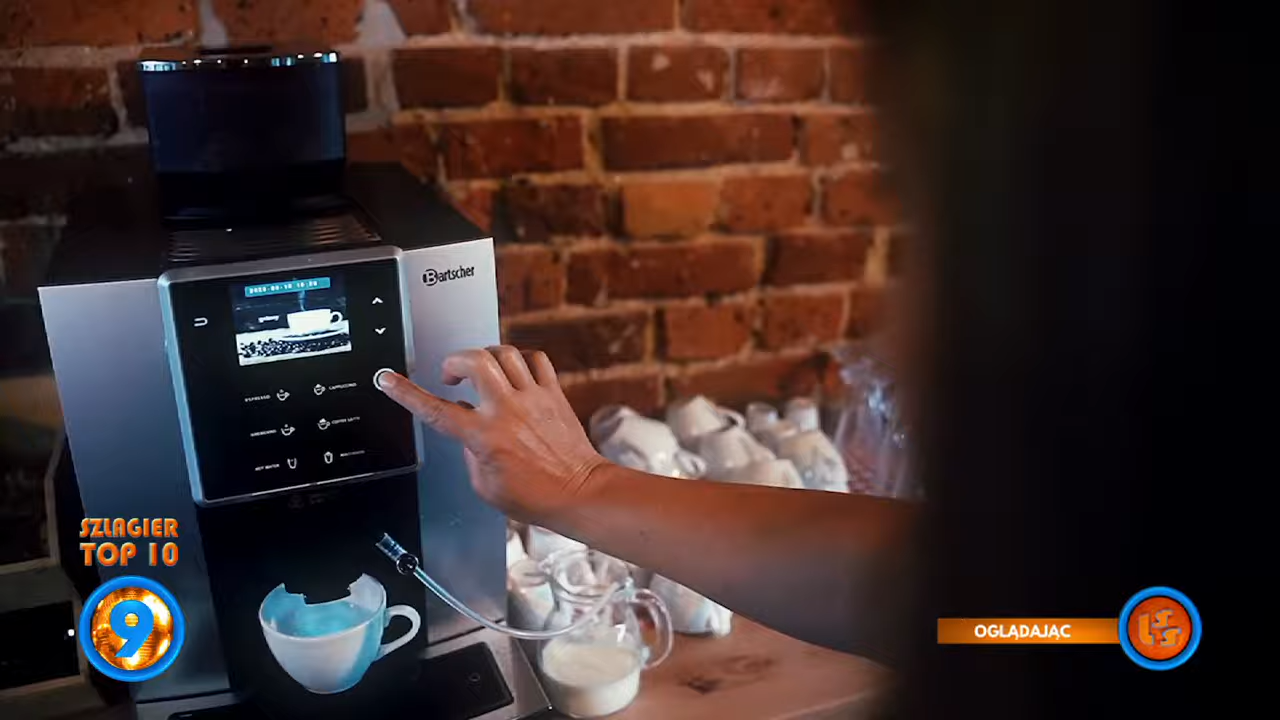 Bartscher
ESPRESSO
CAPPUCCINO
AMERICANO
COFFEE LATTE
HOT WATER
SZLAGIER
TOP 10
9
OGLĄDAJĄC